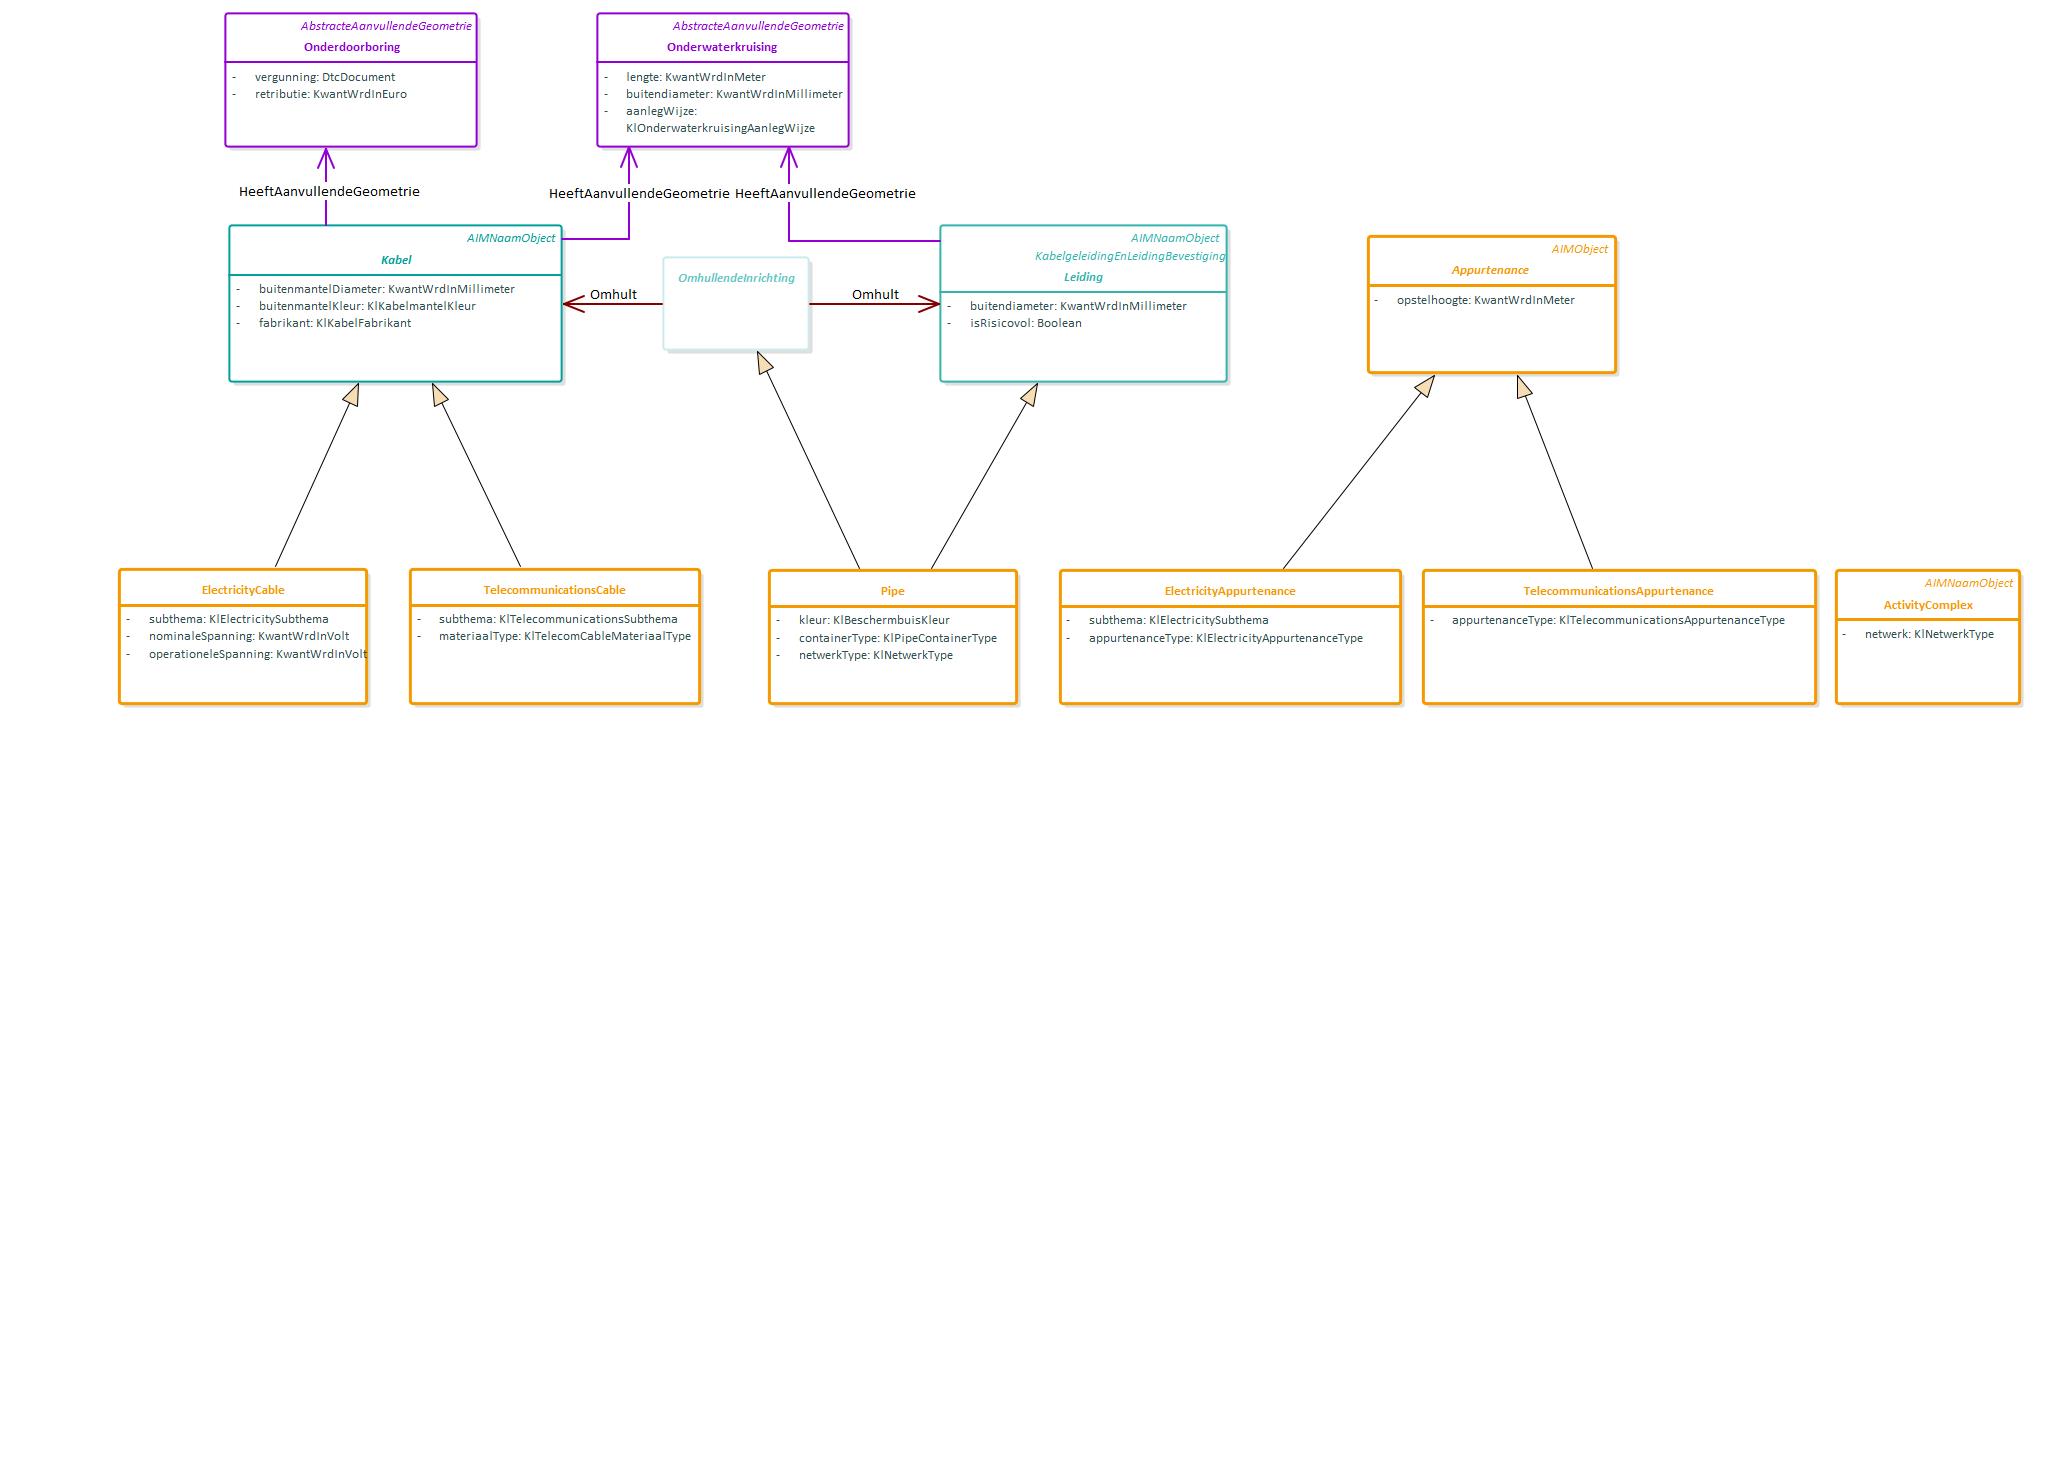 AbstracteAanvullendeGeometrie
Onderdoorboring
- vergunning: DtcDocument
- retributie: KwantWrdInEuro
AbstracteAanvullendeGeometrie
Onderwaterkruising
- lengte: KwantWrdInMeter
- buitendiameter: KwantWrdInMillimeter
- aanlegWijze:
KlOnderwaterkruisingAanlegWijze
HeeftAanvullendeGeometrie
HeeftAanvullendeGeometrie
HeeftAanvullendeGeometrie
AIMNaamObject
Kabel
- buitenmantelDiameter: KwantWrdInMillimeter
- buitenmantelKleur: KlKabelmantelKleur
- fabrikant: KlKabelFabrikant
Omhult
OmhullendeInrichting
Omhult
AIMNaamObject
KabelgeleidingEnLeidingBevestiging
Leiding
- buitendiameter: KwantWrdInMillimeter
- isRisicovol: Boolean
AIMObject
Appurtenance
- opstelhoogte: KwantWrdInMeter
ElectricityCable
- subthema: KlElectricitySubthema
- nominaleSpanning: KwantWrdInVolt
- operationeleSpanning: KwantWrdInVolt
TelecommunicationsCable
- subthema: KlTelecommunicationsSubthema
- materiaalType: KlTelecomCableMateriaalType
Pipe
- kleur: KlBeschermbuisKleur
- containerType: KlPipeContainerType
- netwerkType: KlNetwerkType
ElectricityAppurtenance
- subthema: KlElectricitySubthema
- appurtenanceType: KlElectricityAppurtenanceType
TelecommunicationsAppurtenance
- appurtenanceType: KlTelecommunicationsAppurtenanceType
AIMNaamObject
ActivityComplex
- netwerk: KlNetwerkType